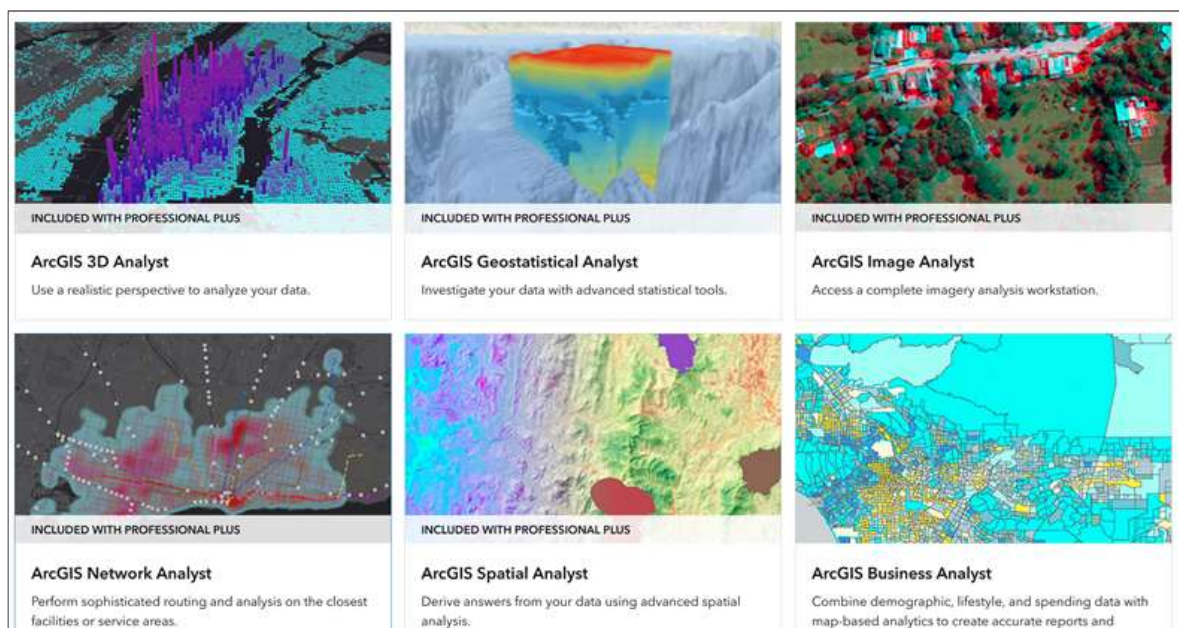 INCLUDED WITH PROFESSIONAL PLUS
ArcGIS 3D Analyst
Use a realistic perspective to analyze your data.
INCLUDED WITH PROFESSIONAL PLUS
ArcGIS Geostatistical Analyst
Investigate your data with advanced statistical tools.
INCLUDED WITH PROFESSIONAL PLUS
ArcGIS Image Analyst
Access a complete imagery analysis workstation.
INCLUDED WITH PROFESSIONAL PLUS
ArcGIS Network Analyst
Perform sophisticated routing and analysis on the closest
facilities or service areas.
INCLUDED WITH PROFESSIONAL PLUS
ArcGIS Spatial Analyst
Derive answers from your data using advanced spatial
analysis.
ArcGIS Business Analyst
Combine demographic, lifestyle, and spending data with
map-based analytics to create accurate reports and